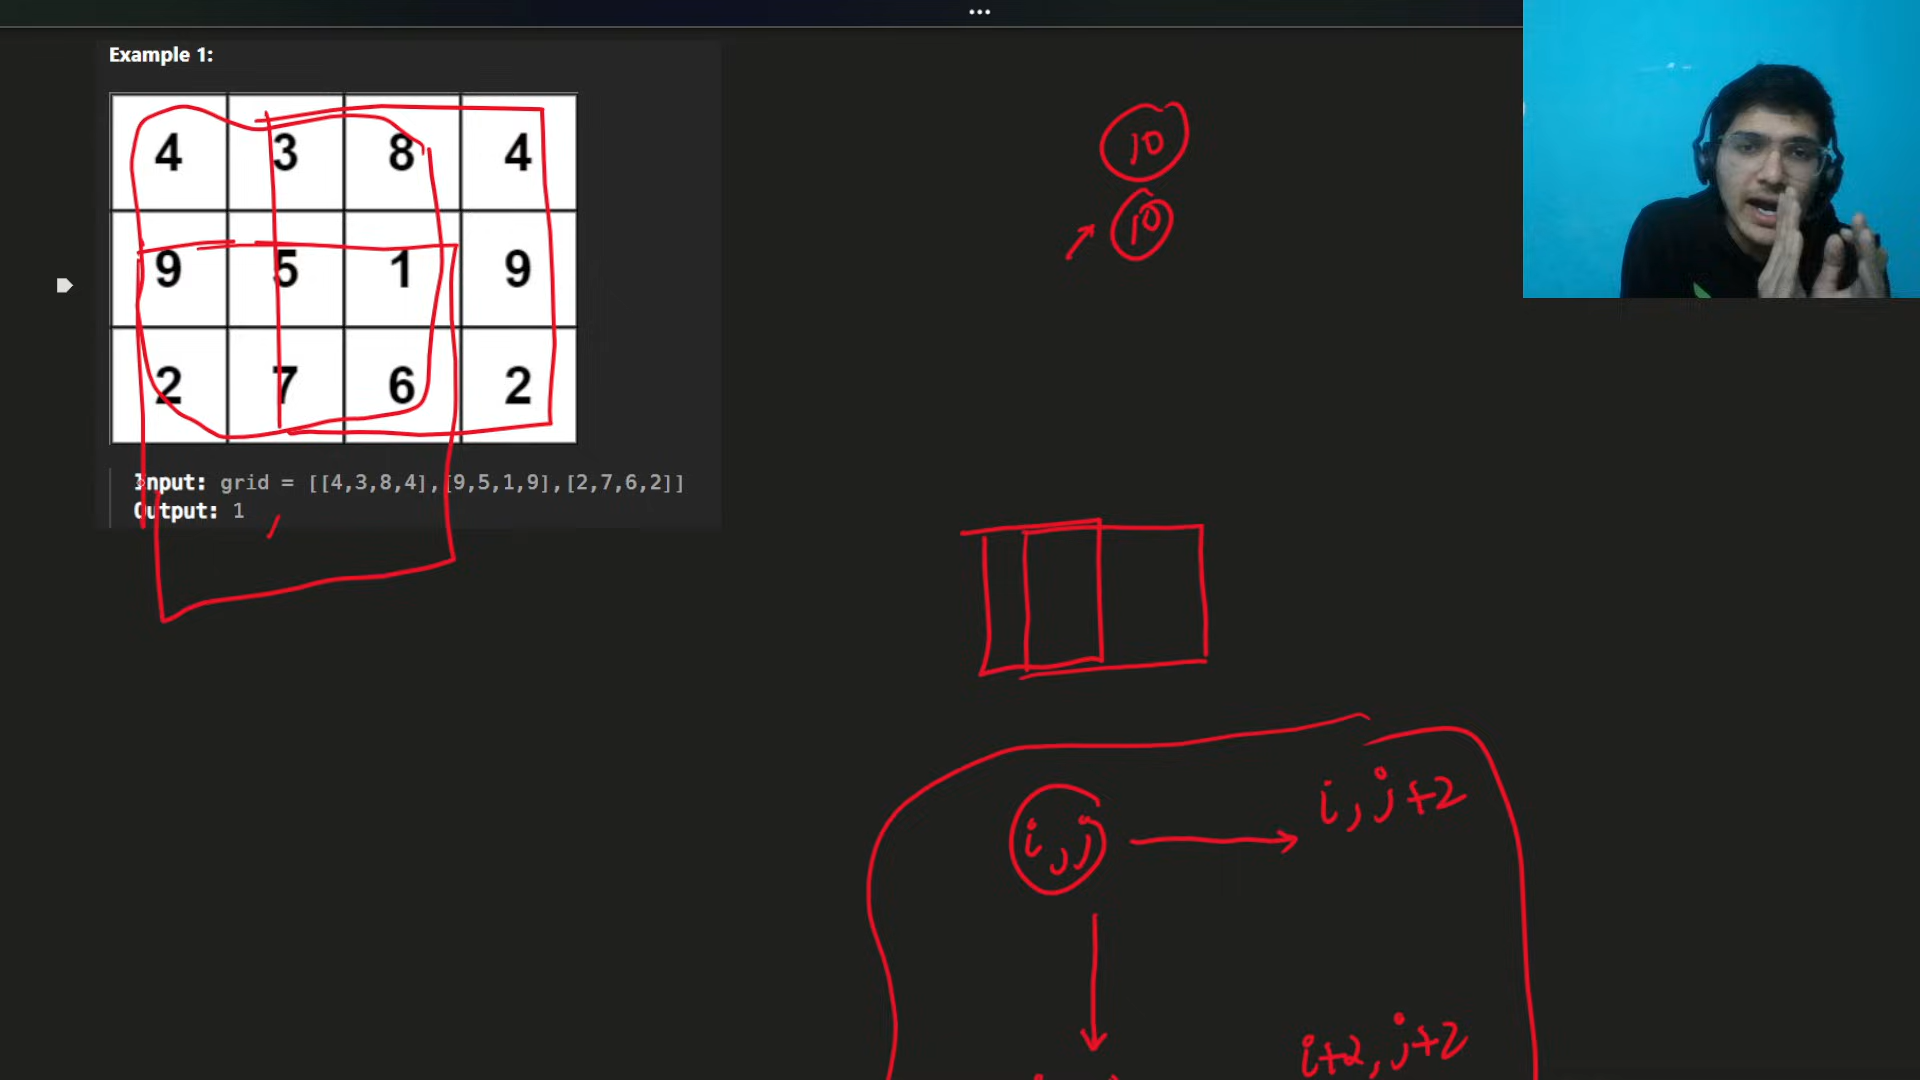 ...
Example 1:
4 3 8 4
9 5 1 9
2 7 6 2
Input: grid = [[4,3,8,4],[9,5,1,9],[2,7,6,2]]
Output: 1
10
10
i,j
i,j+2
i+2,j+2